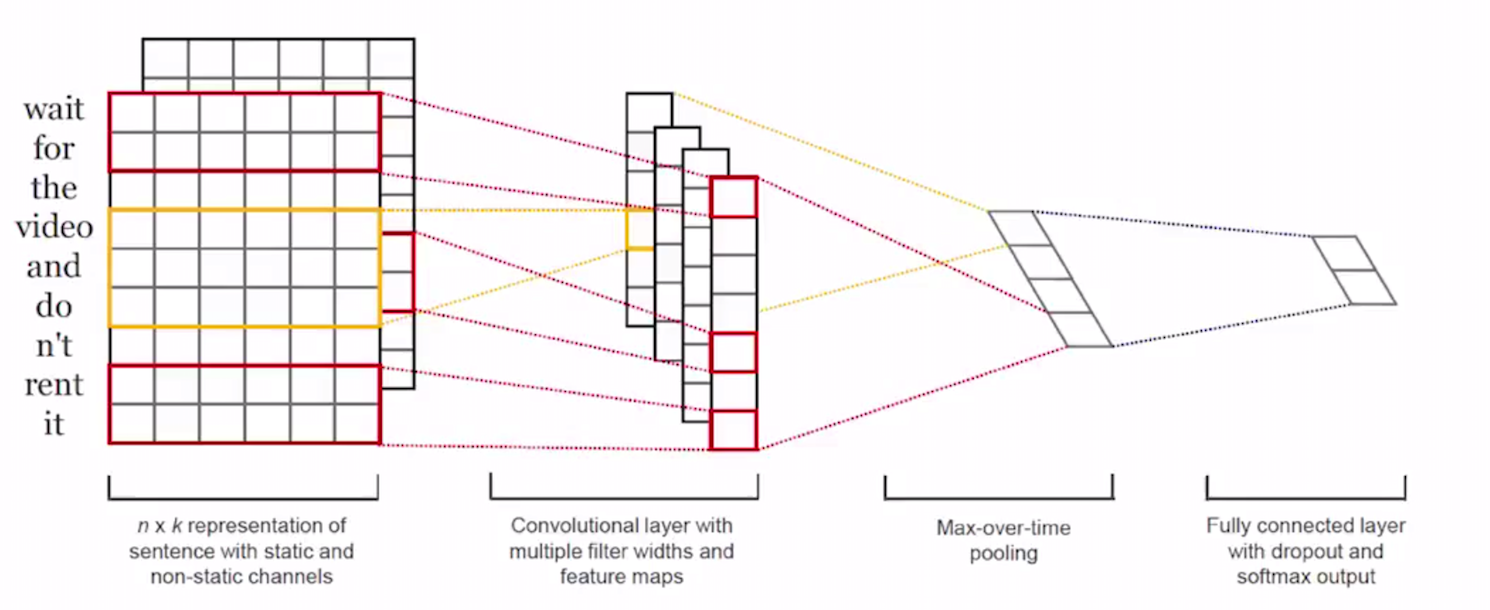 wait
for
the
video
and
do
n't
rent
it
n x k representation of
sentence with static and
non-static channels
Convolutional layer with
multiple filter widths and
feature maps
Max-over-time
pooling
Fully connected layer
with dropout and
softmax output